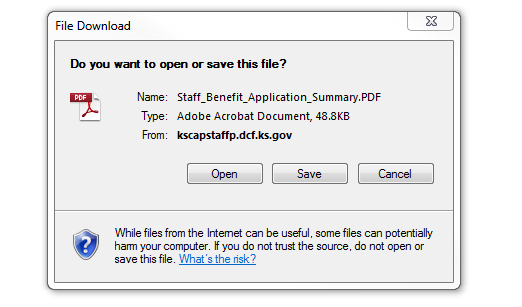 File Download
Do you want to open or save this file?
PDF
Name: Staff_Benefit_Application_Summary.PDF
Type: Adobe Acrobat Document, 48.8KB
From: kscapstaffp.dcf.ks.gov
Open Save Cancel
While files from the Internet can be useful, some files can potentially
harm your computer. If you do not trust the source, do not open or
save this file. What's the risk?